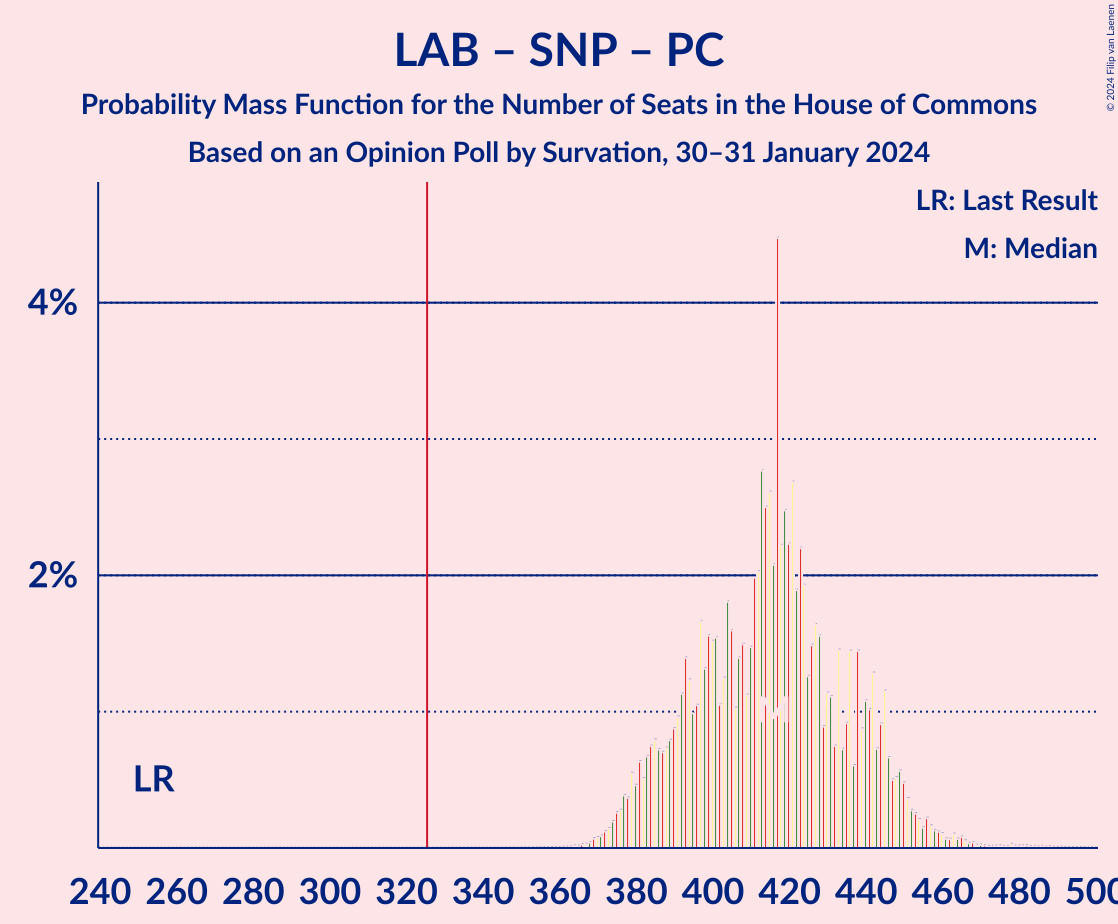 LAB – SNP – PC
Probability Mass Function for the Number of Seats in the House of Commons
Based on an Opinion Poll by Survation, 30–31 January 2024
© 2024 Filip van Laenen
LR: Last Result
M: Median
4%
2%
LR
M
240 260 280 300 320 340 360 380 400 420 440 460 480 500